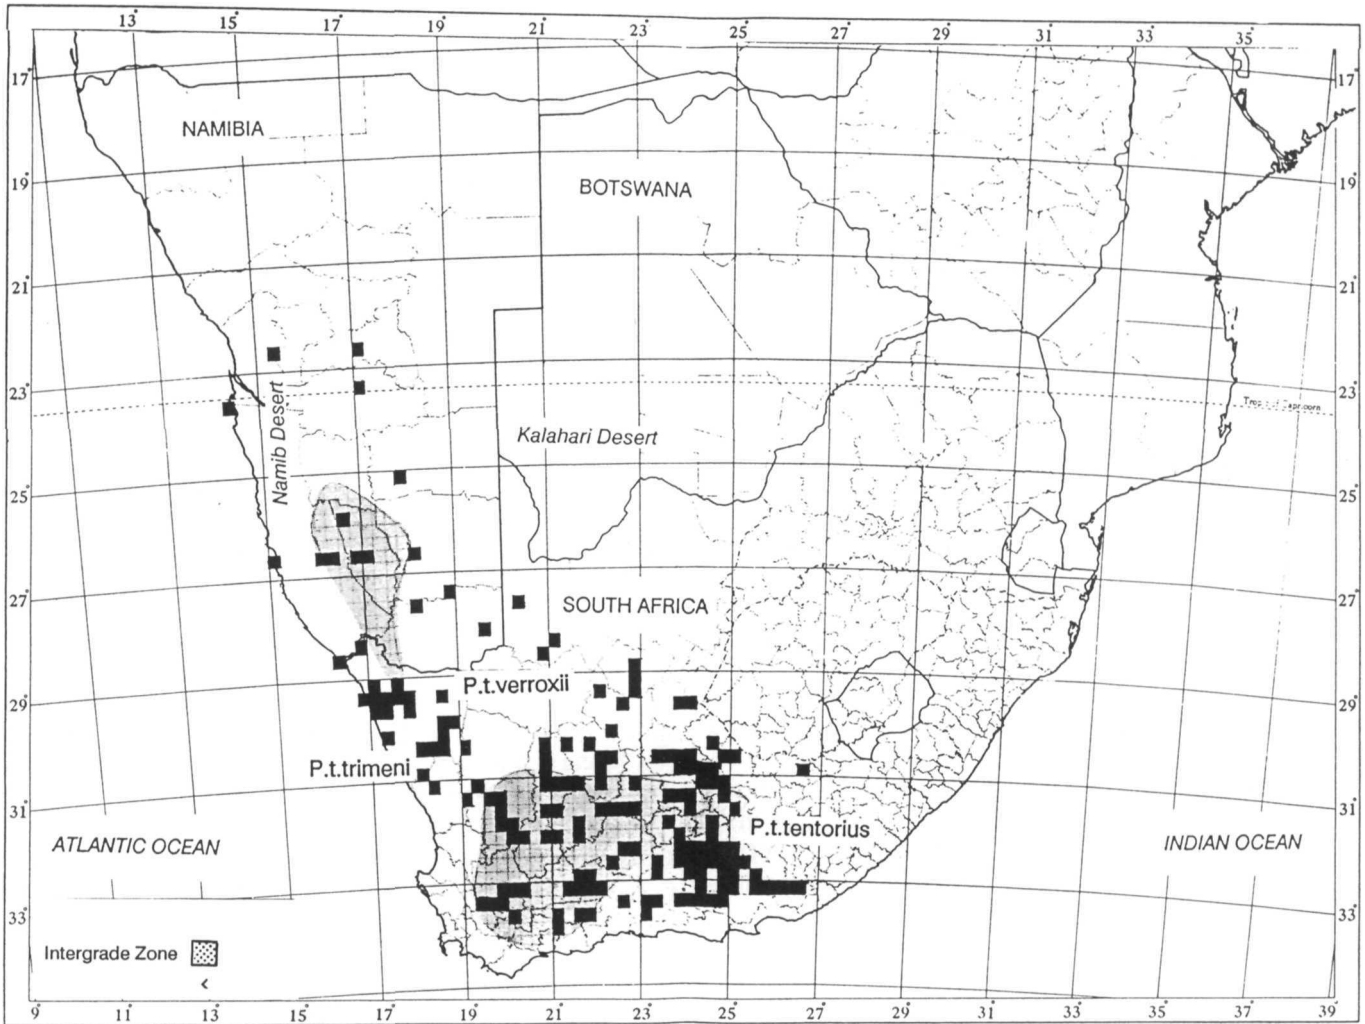 13° 15° 17° 19° 21° 23° 25° 27° 29° 31° 33° 35°
17° 17°
NAMIBIA
BOTSWANA
19° 19°
21° 21°
23° 23°
Tropic of Capricorn
Namib Desert
Kalahari Desert
25° 25°
27° 27°
SOUTH AFRICA
P.t.verroxii
29° 29°
P.t.trimeni
31° 31°
P.t.tentorius
ATLANTIC OCEAN
INDIAN OCEAN
33° 33°
Intergrade Zone
9° 11° 13° 15° 17° 19° 21° 23° 25° 27° 29° 31° 33° 35° 37° 39°